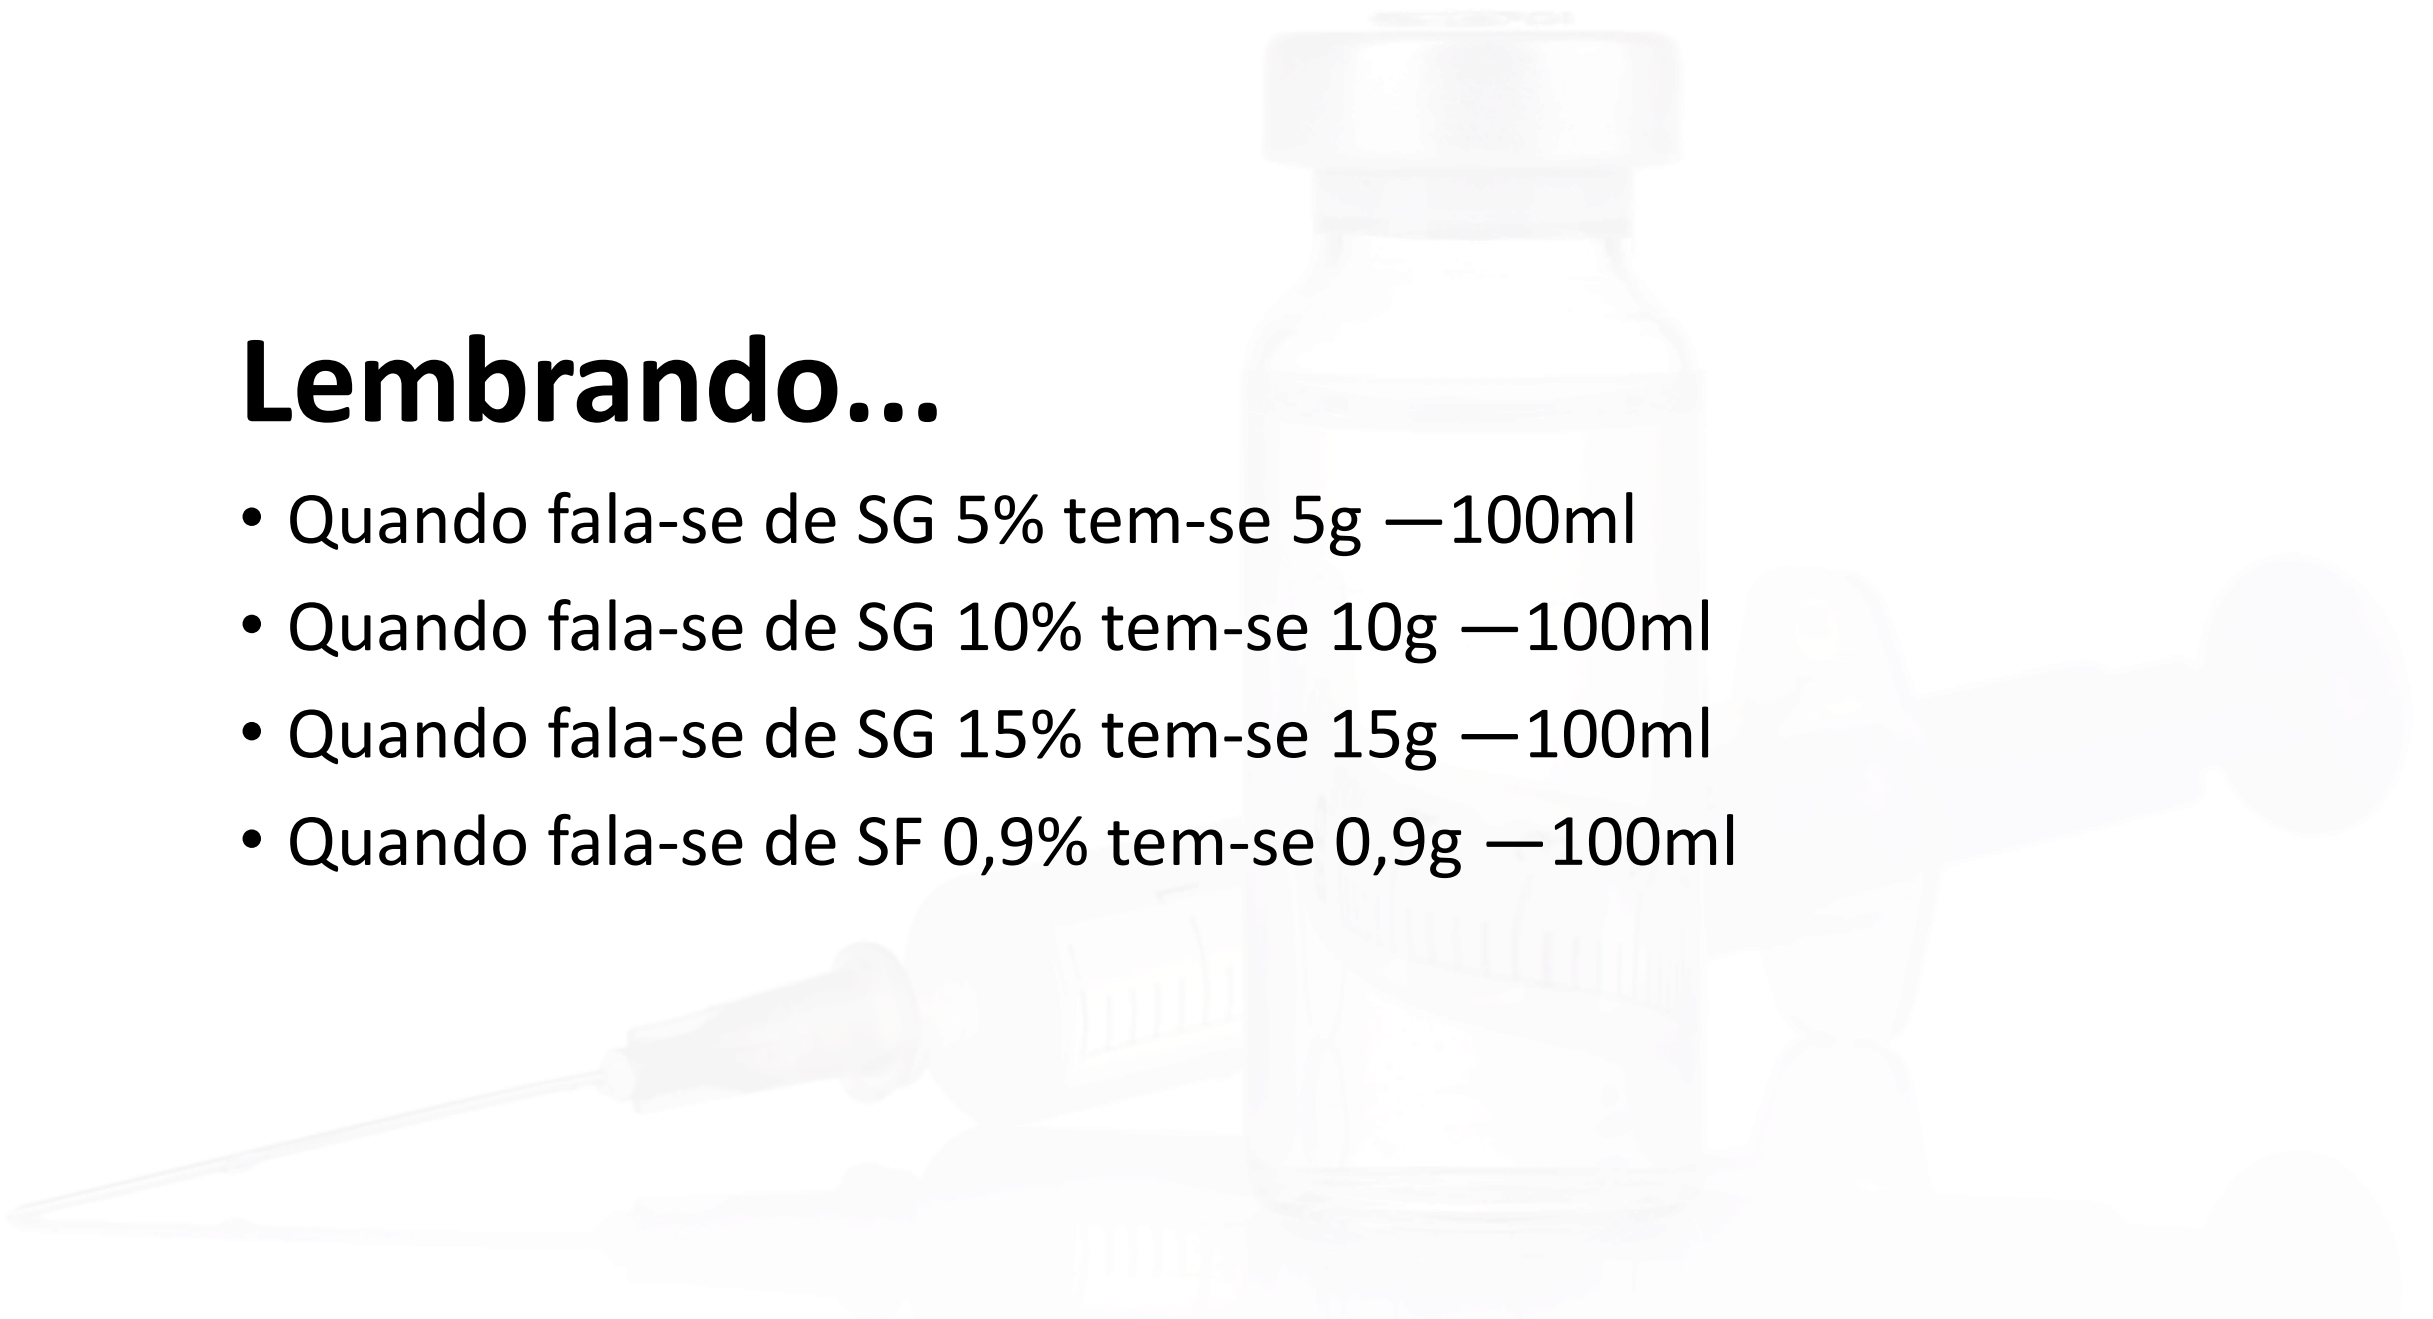 Lembrando...
• Quando fala-se de SG 5% tem-se 5g —100ml
• Quando fala-se de SG 10% tem-se 10g —100ml
• Quando fala-se de SG 15% tem-se 15g —100ml
• Quando fala-se de SF 0,9% tem-se 0,9g —100ml